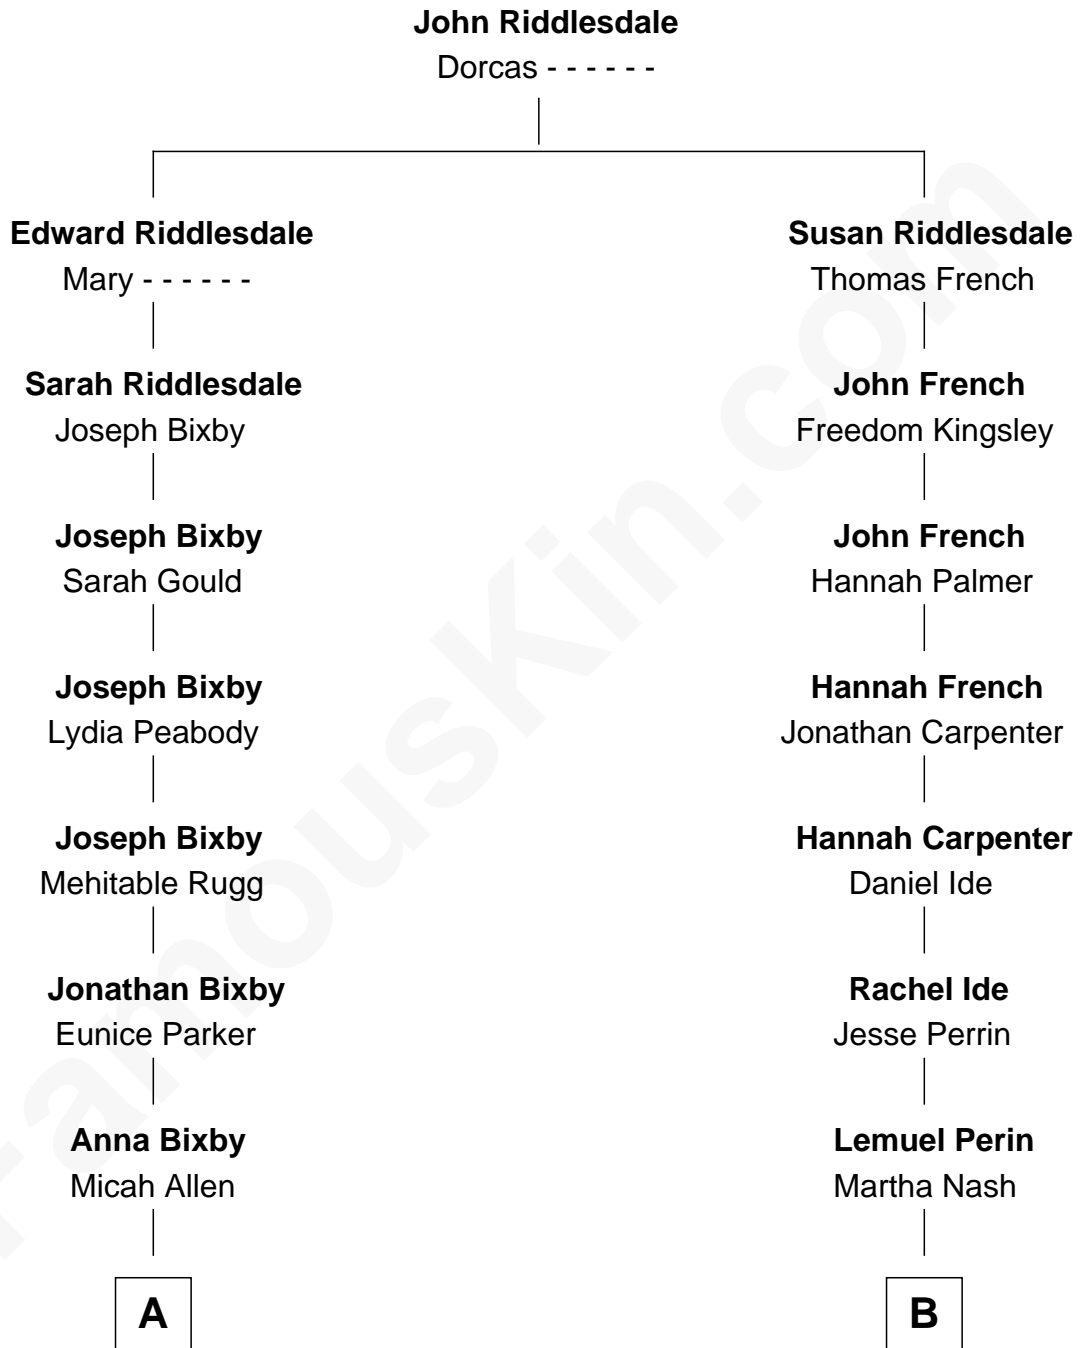 John Riddlesdale
Dorcas - - - - - -
Edward Riddlesdale
Mary - - - - - -
Susan Riddlesdale
Thomas French
Sarah Riddlesdale
Joseph Bixby
John French
Freedom Kingsley
Joseph Bixby
Sarah Gould
John French
Hannah Palmer
Joseph Bixby
Lydia Peabody
Hannah French
Jonathan Carpenter
Joseph Bixby
Mehitable Rugg
Hannah Carpenter
Daniel Ide
Jonathan Bixby
Eunice Parker
Rachel Ide
Jesse Perrin
Anna Bixby
Micah Allen
Lemuel Perin
Martha Nash
A
B
FamousKin.com